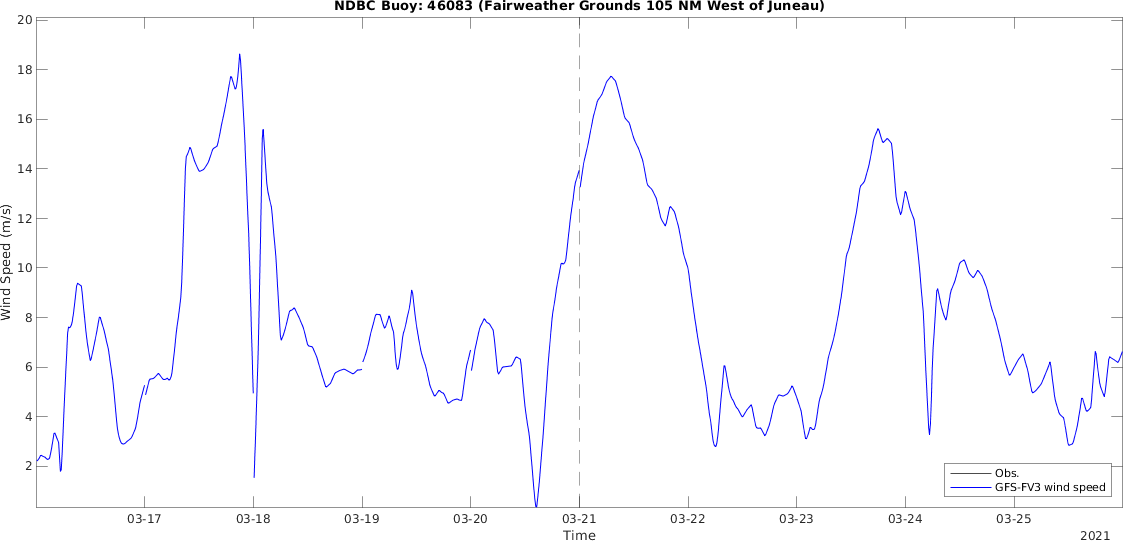 NDBC Buoy: 46083 (Fairweather Grounds 105 NM West of Juneau)
20
18
16
14
12
10
8
6
4
2
Wind Speed (m/s)
Obs.
GFS-FV3 wind speed
03-17 03-18 03-19 03-20 03-21 03-22 03-23 03-24 03-25
Time
2021